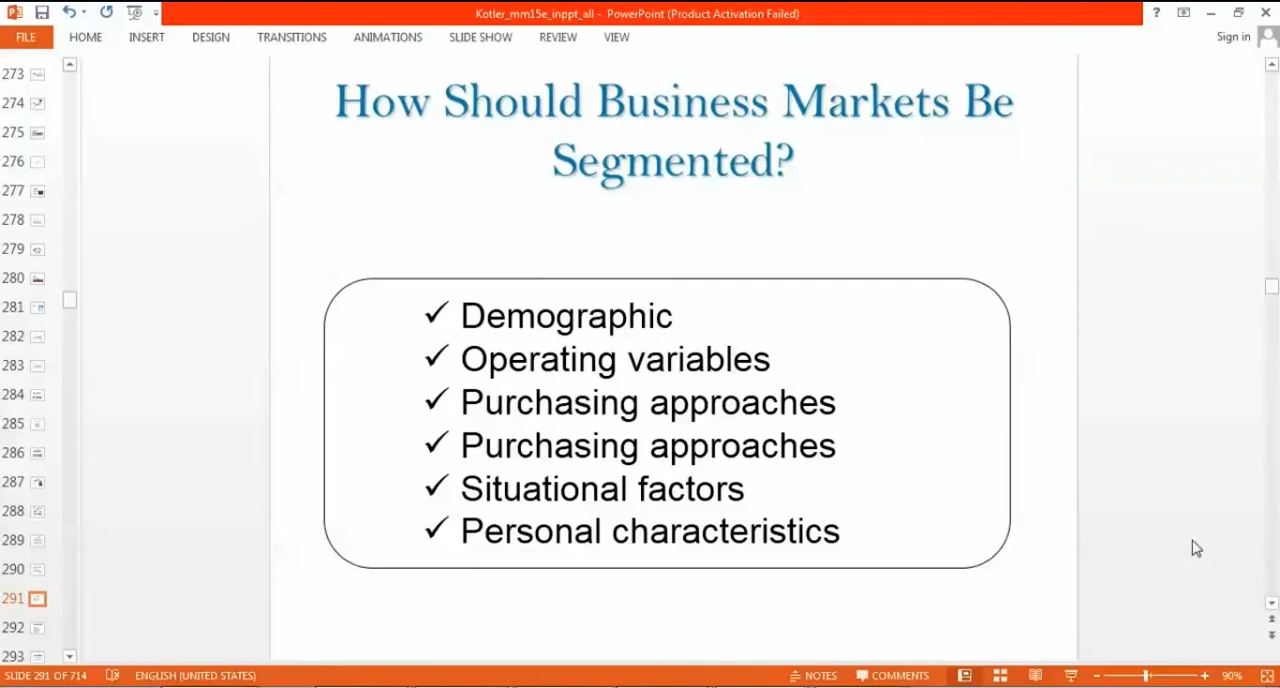 Kotler_mm15e_inppt_all - PowerPoint (Product Activation Failed)
?
FILE HOME INSERT DESIGN TRANSITIONS ANIMATIONS SLIDE SHOW REVIEW VIEW
Sign in
273
274
275
276
277
278
279
280
281
282
283
284
285
286
287
288
289
290
291
292
293
How Should Business Markets Be
Segmented?
✓ Demographic
✓ Operating variables
✓ Purchasing approaches
✓ Purchasing approaches
✓ Situational factors
✓ Personal characteristics
SLIDE 291 OF 714 ENGLISH (UNITED STATES) NOTES COMMENTS 90%